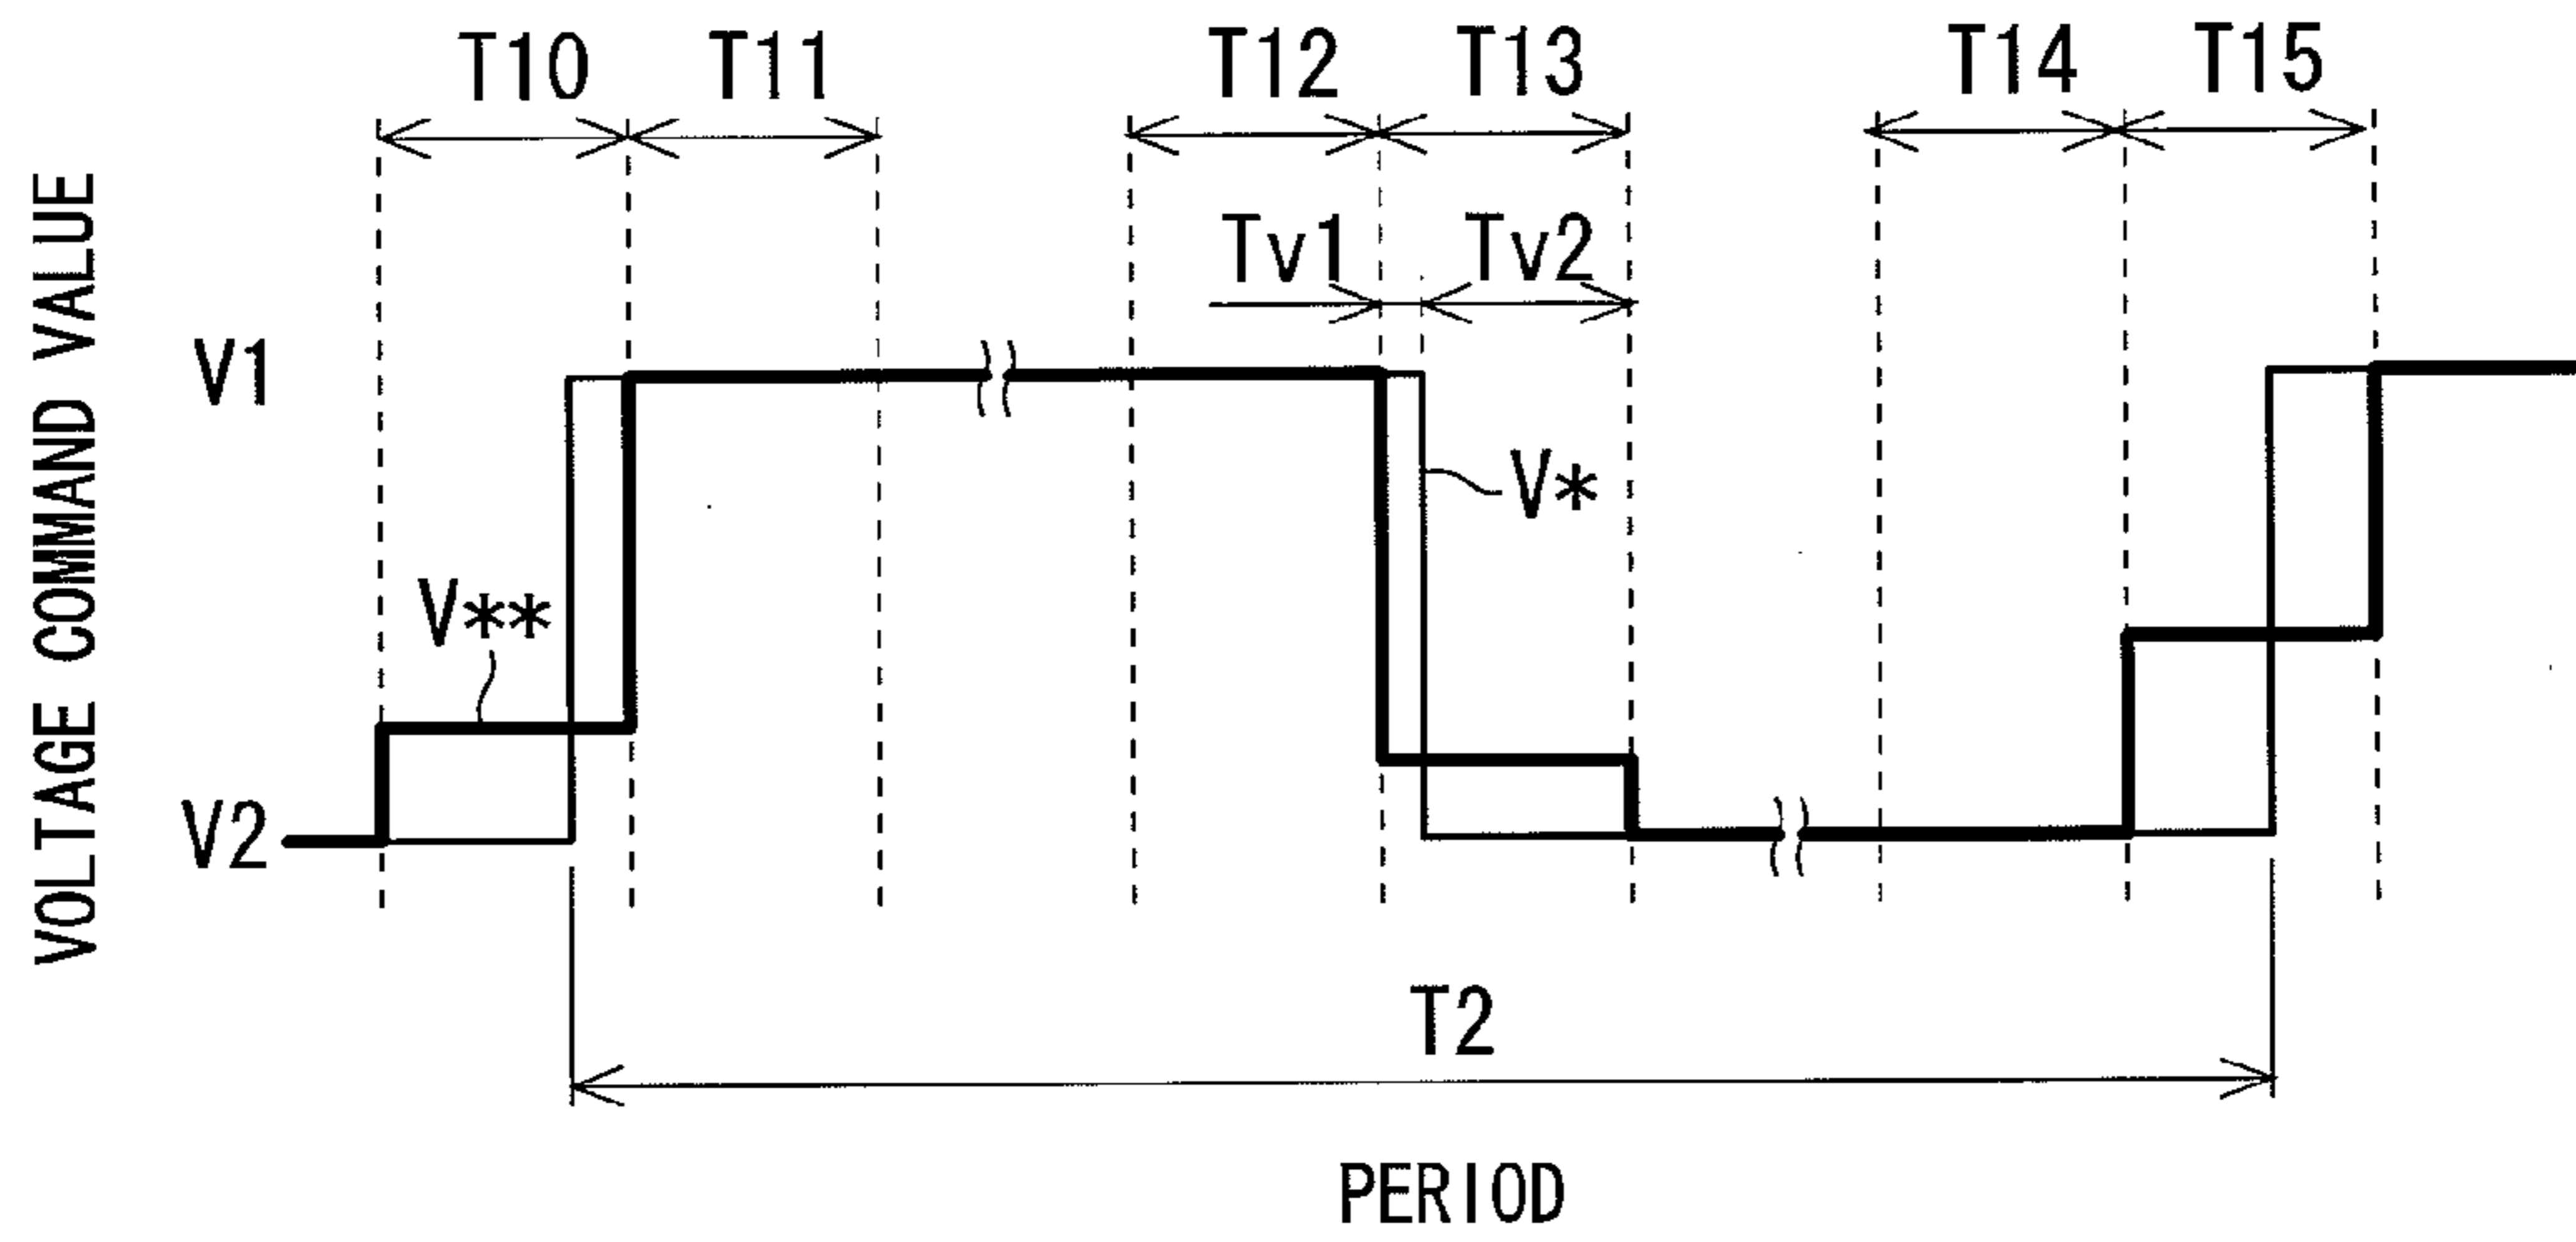 T10 T11 T12 T13 T14 T15
Tv1 Tv2
V1
V*
V**
V2
T2
PERIOD
VOLTAGE COMMAND VALUE